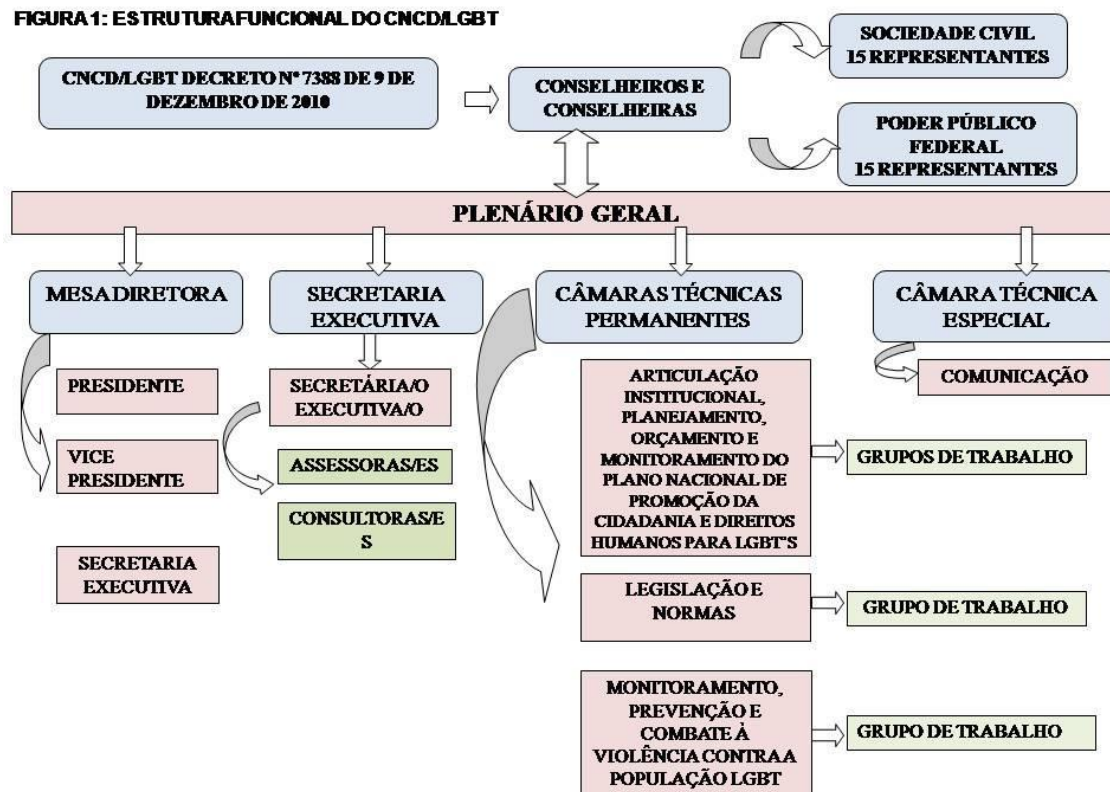 FIGURA 1: ESTRUTURA FUNCIONAL DO CNCD/LGBT
CNCD/LGBT DECRETO Nº 7388 DE 9 DE
DEZEMBRO DE 2010
CONSELHEIROS E
CONSELHEIRAS
SOCIEDADE CIVIL
15 REPRESENTANTES
PODER PÚBLICO
FEDERAL
15 REPRESENTANTES
PLENÁRIO GERAL
MESA DIRETORA
PRESIDENTE
VICE
PRESIDENTE
SECRETARIA
EXECUTIVA
SECRETARIA
EXECUTIVA
SECRETÁRIA/O
EXECUTIVA/O
ASSESSORAS/ES
CONSULTORAS/E
S
CÂMARAS TÉCNICAS
PERMANENTES
ARTICULAÇÃO
INSTITUCIONAL,
PLANEJAMENTO,
ORÇAMENTO E
MONITORAMENTO DO
PLANO NACIONAL DE
PROMOÇÃO DA
CIDADANIA E DIREITOS
HUMANOS PARA LGBT'S
GRUPOS DE TRABALHO
LEGISLAÇÃO E
NORMAS
GRUPO DE TRABALHO
MONITORAMENTO,
PREVENÇÃO E
COMBATE À
VIOLÊNCIA CONTRA A
POPULAÇÃO LGBT
GRUPO DE TRABALHO
CÂMARA TÉCNICA
ESPECIAL
COMUNICAÇÃO